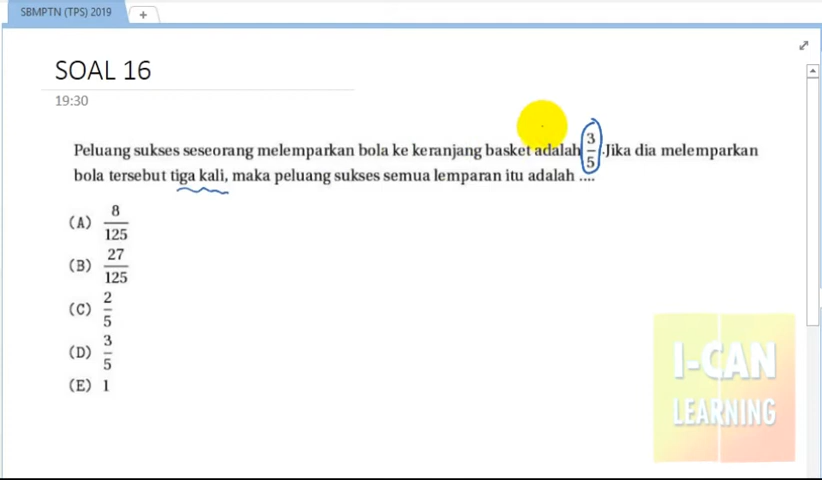 SBMPTN (TPS) 2019
+
SOAL 16
19:30
Peluang sukses seseorang melemparkan bola ke keranjang basket adalah 3/5. Jika dia melemparkan
bola tersebut tiga kali, maka peluang sukses semua lemparan itu adalah ....
(A) 8/125
(B) 27/125
(C) 2/5
(D) 3/5
(E) 1
I-CAN
LEARNING